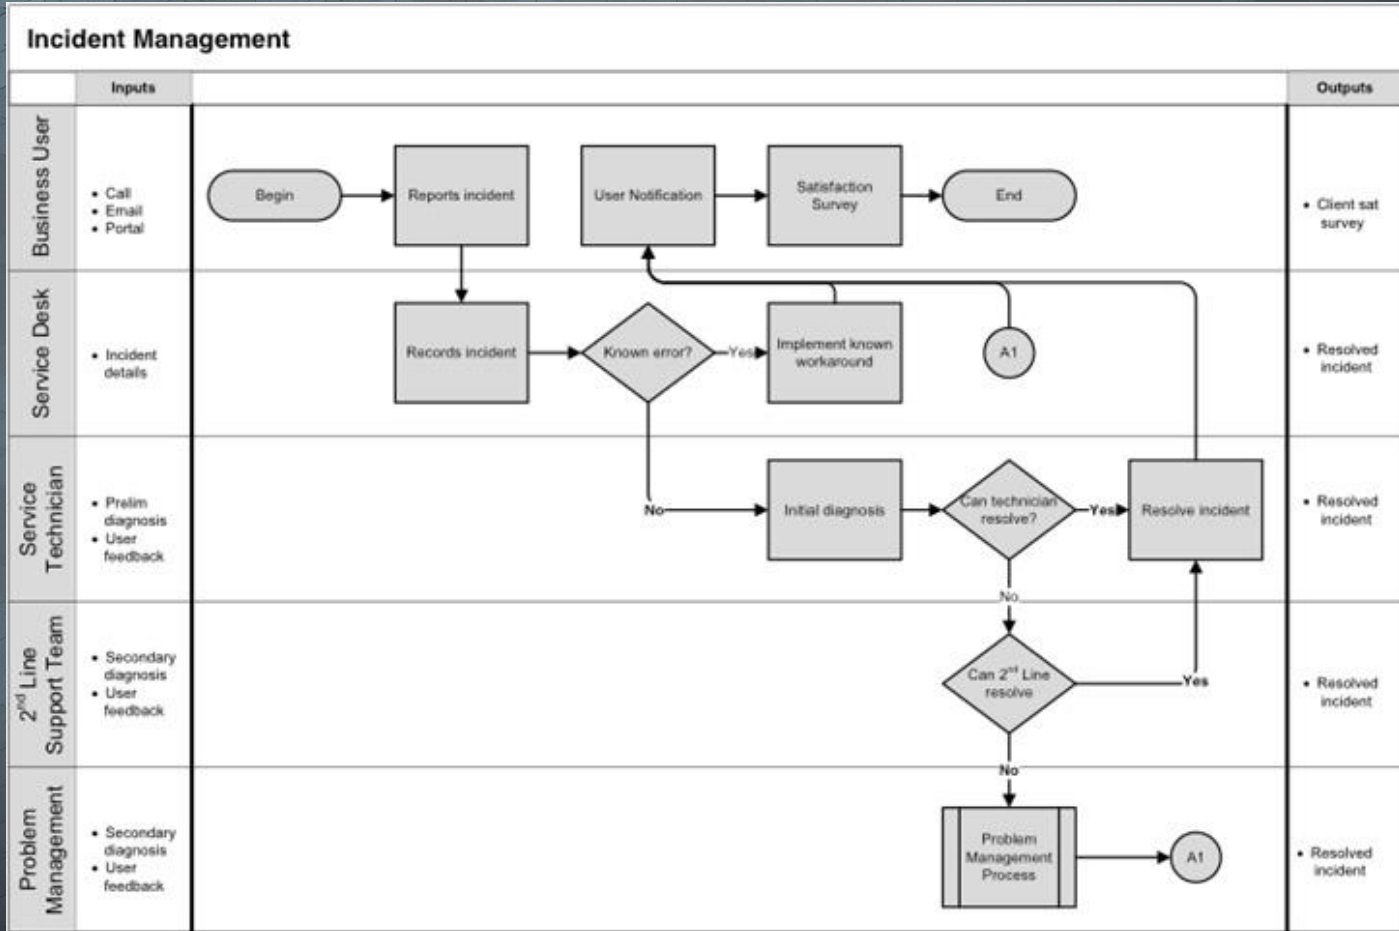 Incident Management
Inputs
Outputs
Business User
• Call
• Email
• Portal
Begin
Reports incident
User Notification
Satisfaction
Survey
End
• Client sat
survey
Service Desk
• Incident
details
Records incident
Known error?
Yes
Implement known
workaround
A1
• Resolved
incident
Service
Technician
• Prelim
diagnosis
• User
feedback
No
Initial diagnosis
Can technician
resolve?
Yes
Resolve incident
• Resolved
incident
No
2nd Line
Support Team
• Secondary
diagnosis
• User
feedback
Can 2nd Line
resolve
Yes
• Resolved
incident
No
Problem
Management
• Secondary
diagnosis
• User
feedback
Problem
Management
Process
A1
• Resolved
incident